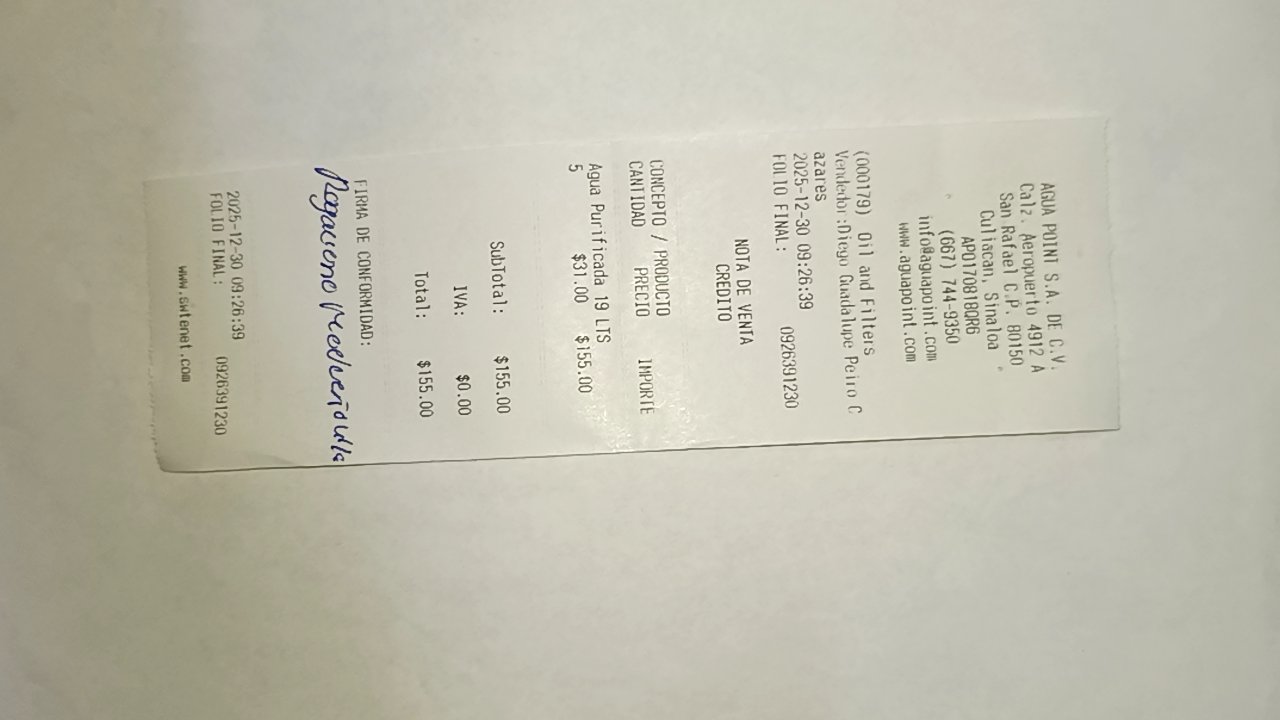 AGUA POINT S.A. DE C.V.
Calz. Aeropuerto 4912 A
San Rafael C.P. 80150
Culiacan, Sinaloa
APO170818QR6
(667) 744-9350
info@aguapoint.com
www.aguapoint.com
(000179) Oil and Filters
Vendedor:Diego Guadalupe Peiro C
azares
2025-12-30 09:26:39
FOLIO FINAL: 0926391230
NOTA DE VENTA
CREDITO
CONCEPTO / PRODUCTO
CANTIDAD PRECIO IMPORTE
Agua Purificada 19 LTS
5 $31.00 $155.00
SubTotal: $155.00
IVA: $0.00
Total: $155.00
FIRMA DE CONFORMIDAD:
2025-12-30 09:26:39
FOLIO FINAL: 0926391230
www.swtenet.com